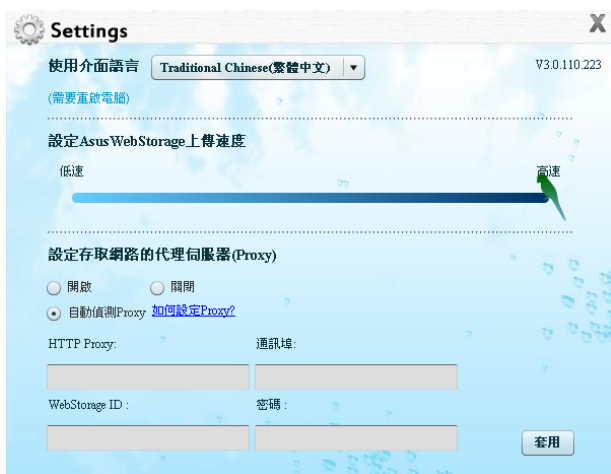 Settings
X
使用介面語言 Traditional Chinese(繁體中文)
V3.0.110.223
(需要重啟電腦)
設定AsusWebStorage上傳速度
低速 高速
設定存取網路的代理伺服器(Proxy)
開啟 關閉
自動偵測Proxy 如何設定Proxy?
HTTP Proxy: 通訊埠:
WebStorage ID : 密碼 :
套用